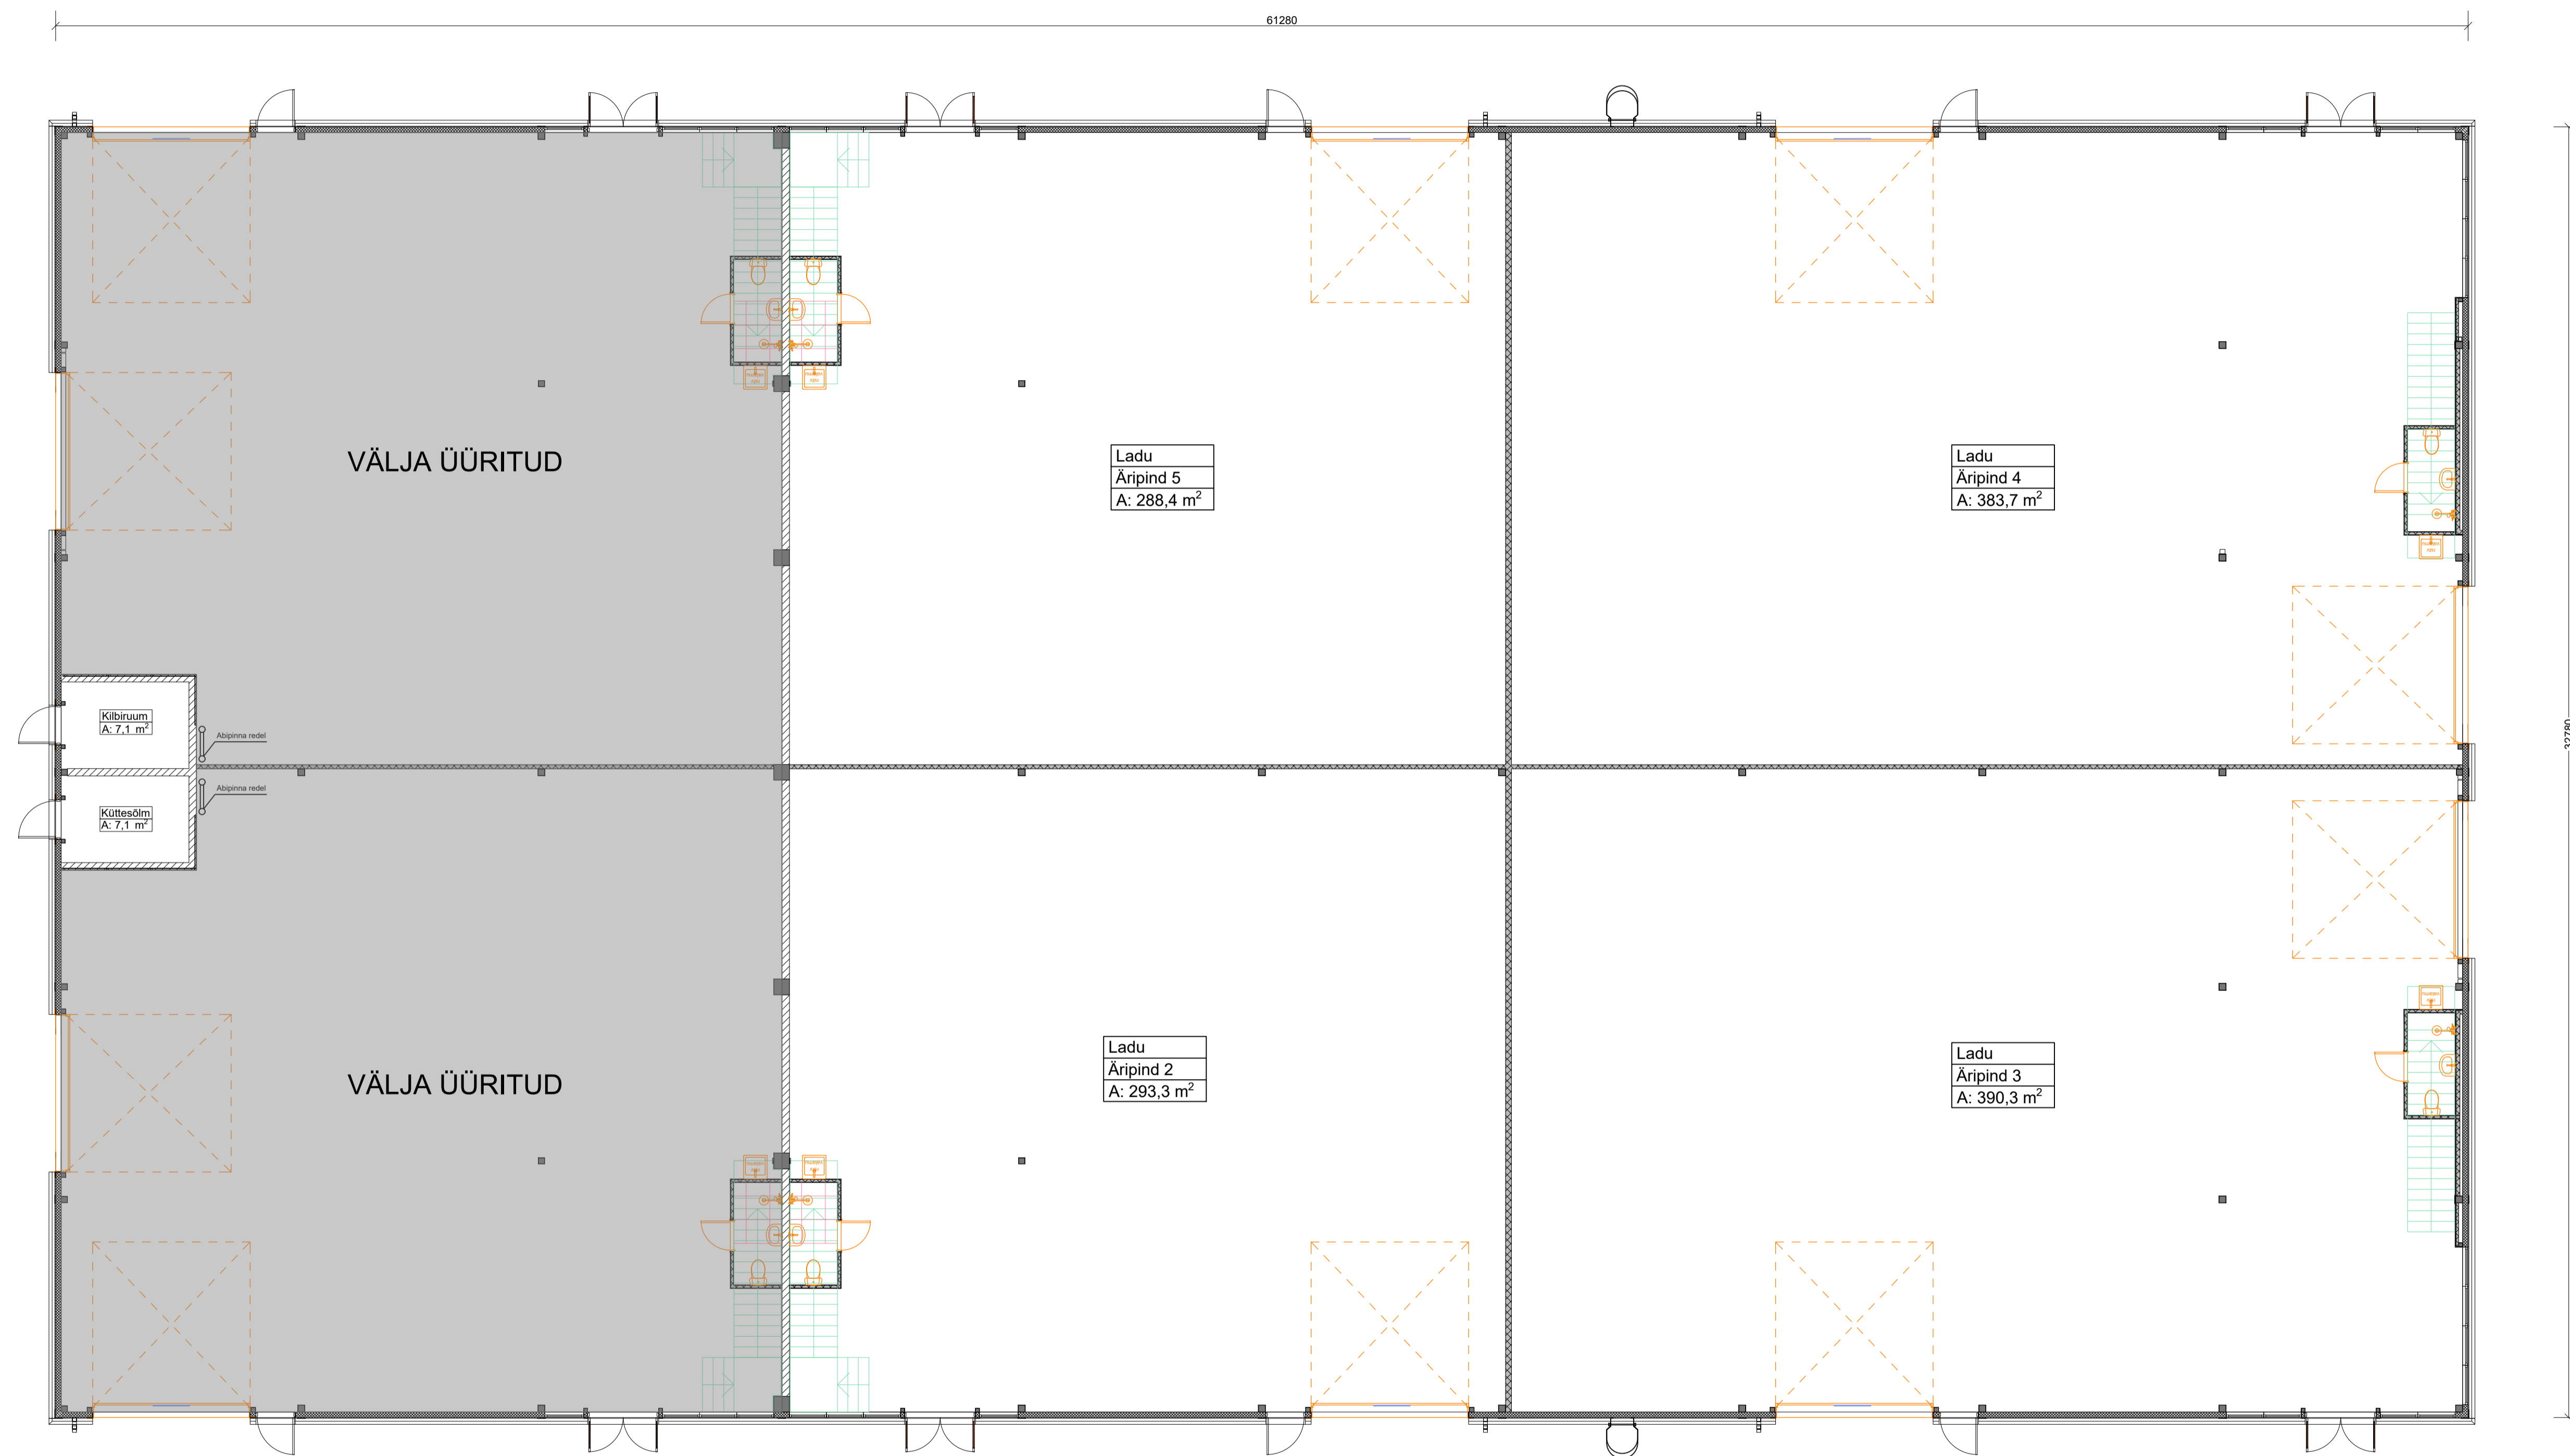 61280
VÄLJA ÜÜRITUD
Ladu
Äripind 5
A: 288,4 m²
Ladu
Äripind 4
A: 383,7 m²
Kilbiruum
A: 7,1 m²
Abipinna redel
32780
Küttesõlm
A: 7,1 m²
Abipinna redel
VÄLJA ÜÜRITUD
Ladu
Äripind 2
A: 293,3 m²
Ladu
Äripind 3
A: 390,3 m²